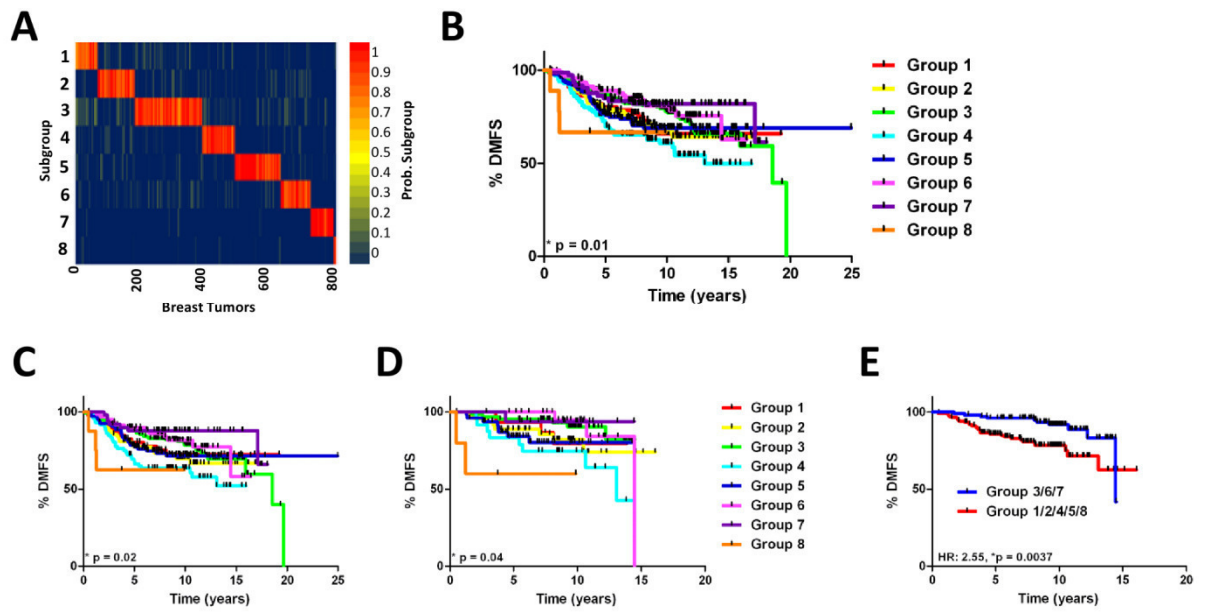 A
Subgroup
1
2
3
4
5
6
7
8
0
200
400
600
800
Breast Tumors
1
0.9
0.8
0.7
0.6
0.5
0.4
0.3
0.2
0.1
0
Prob. Subgroup
B
% DMFS
100
50
0
* p = 0.01
0 5 10 15 20 25
Time (years)
Group 1
Group 2
Group 3
Group 4
Group 5
Group 6
Group 7
Group 8
C
% DMFS
100
50
0
* p = 0.02
0 5 10 15 20 25
Time (years)
D
% DMFS
100
50
0
* p = 0.04
0 5 10 15 20
Time (years)
Group 1
Group 2
Group 3
Group 4
Group 5
Group 6
Group 7
Group 8
E
% DMFS
100
50
0
Group 3/6/7
Group 1/2/4/5/8
HR: 2.55, *p = 0.0037
0 5 10 15 20
Time (years)